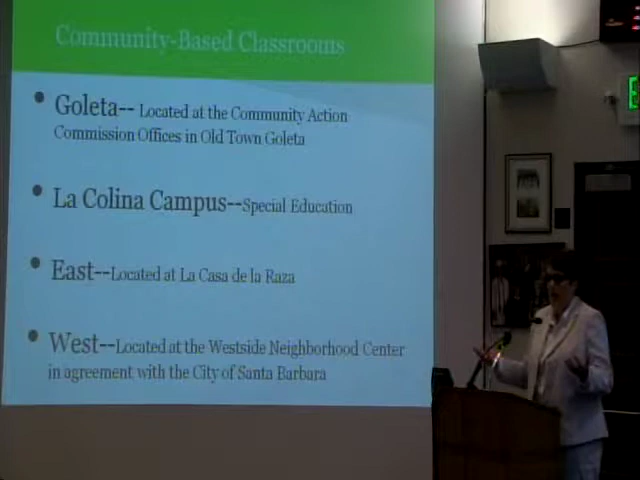 Community-Based Classrooms
• Goleta-- Located at the Community Action
Commission Offices in Old Town Goleta
• La Colina Campus--Special Education
• East--Located at La Casa de la Raza
• West--Located at the Westside Neighborhood Center
in agreement with the City of Santa Barbara